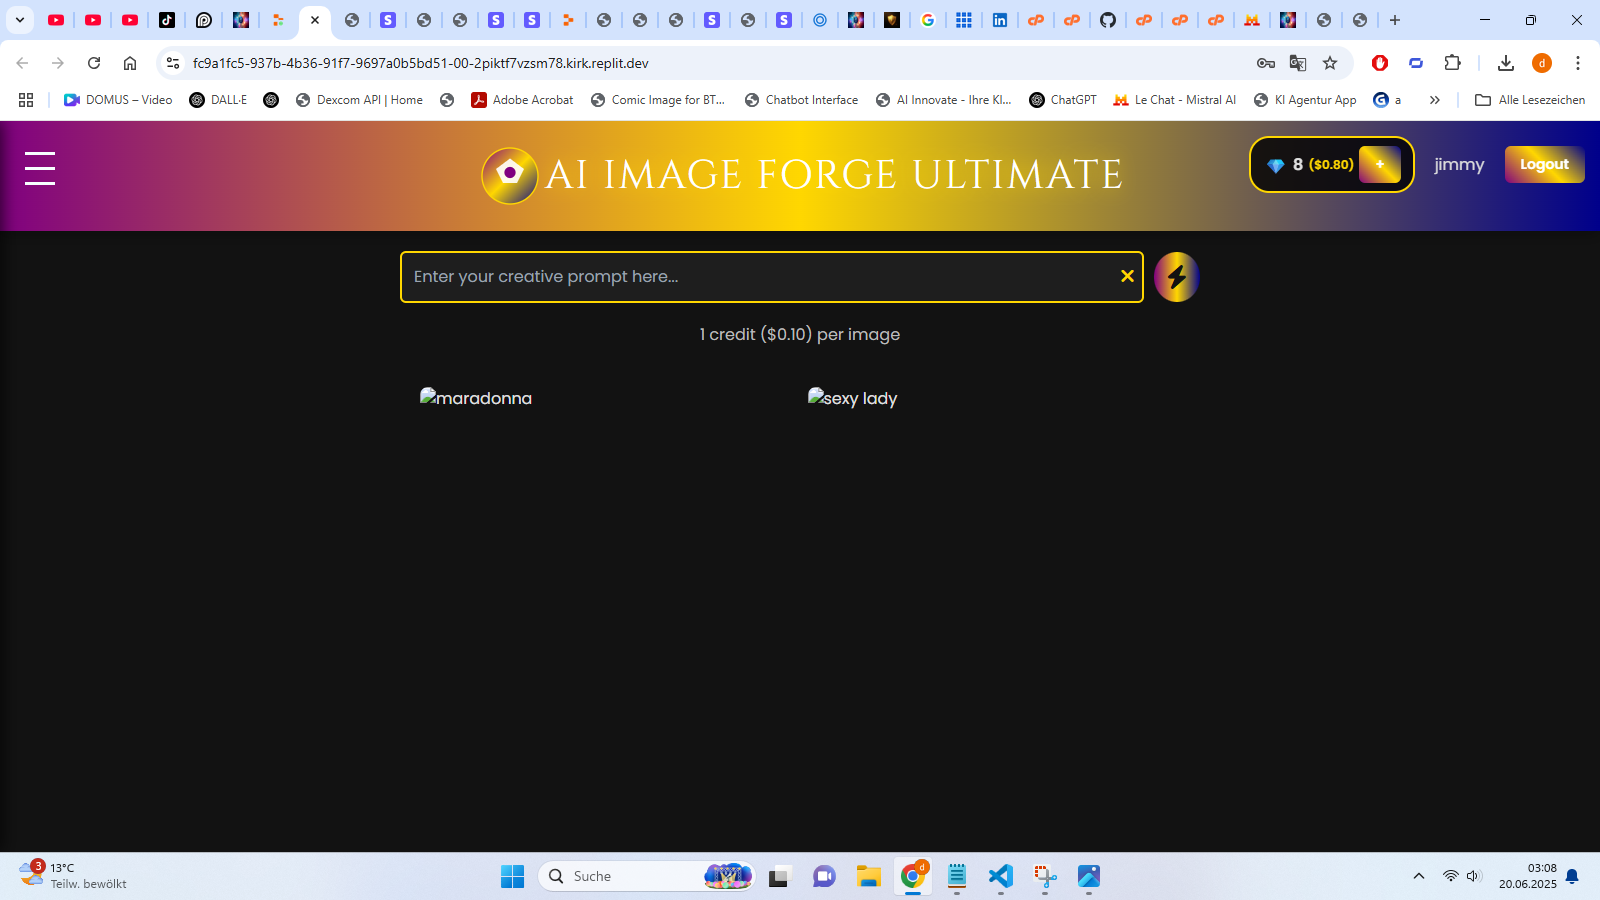 fc9a1fc5-937b-4b36-91f7-9697a0b5bd51-00-2piktf7vzsm78.kirk.replit.dev
d
DOMUS – Video
DALL·E
Dexcom API | Home
Adobe Acrobat
Comic Image for BT...
Chatbot Interface
AI Innovate - Ihre KI...
ChatGPT
Le Chat - Mistral AI
KI Agentur App
a
Alle Lesezeichen
AI IMAGE FORGE ULTIMATE
8 ($0.80) +
jimmy
Logout
Enter your creative prompt here...
1 credit ($0.10) per image
maradonna
sexy lady
3
13°C
Teilw. bewölkt
Suche
d
03:08
20.06.2025